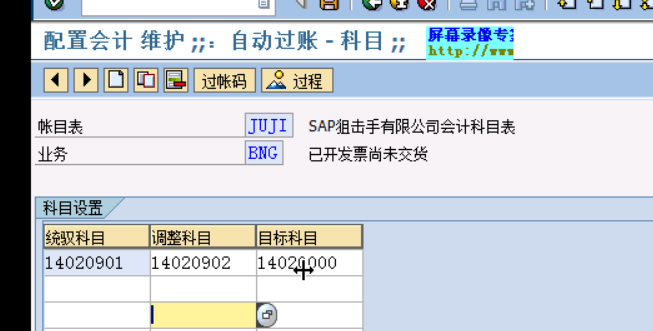 配置会计 维护 ;;: 自动过账 - 科目 ;;
屏幕录像专
http://www
过帐码 过程
帐目表 JUJI SAP狙击手有限公司会计科目表
业务 BNG 已开发票尚未交货
科目设置
统驭科目 调整科目 目标科目
14020901 14020902 14020000